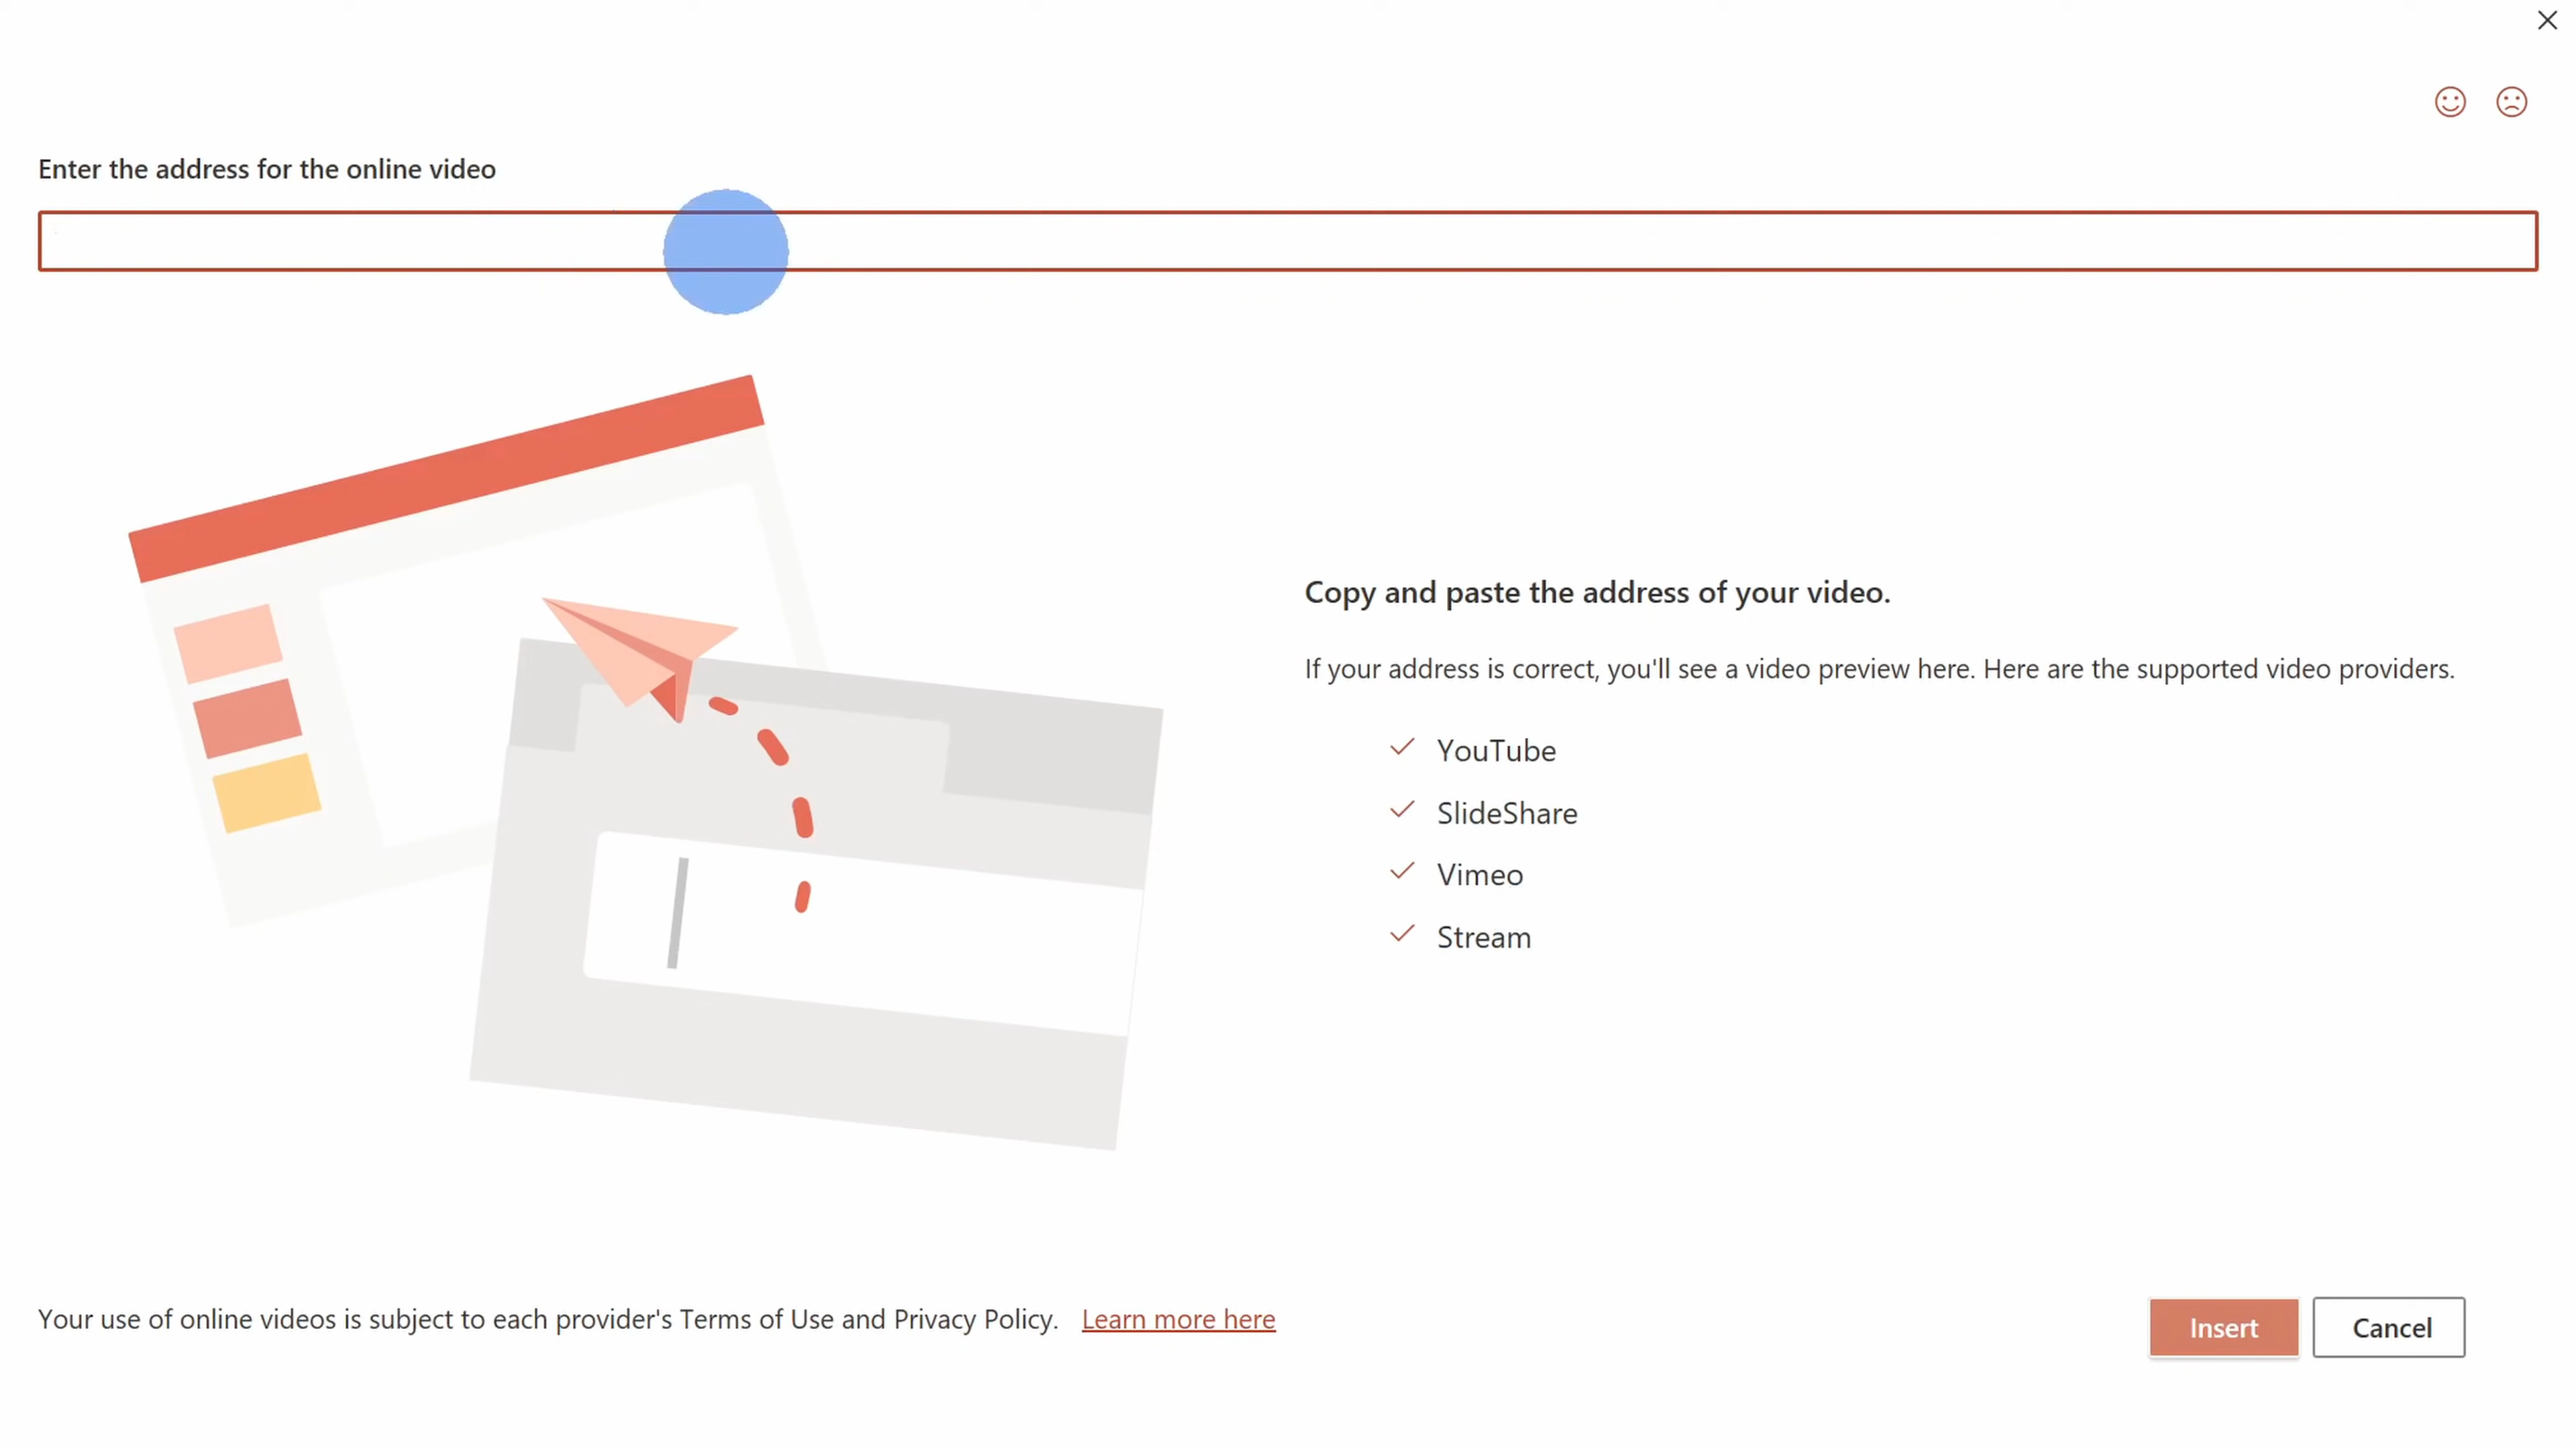 Enter the address for the online video
Copy and paste the address of your video.
If your address is correct, you'll see a video preview here. Here are the supported video providers.
YouTube
SlideShare
Vimeo
Stream
Your use of online videos is subject to each provider's Terms of Use and Privacy Policy. Learn more here
Insert
Cancel